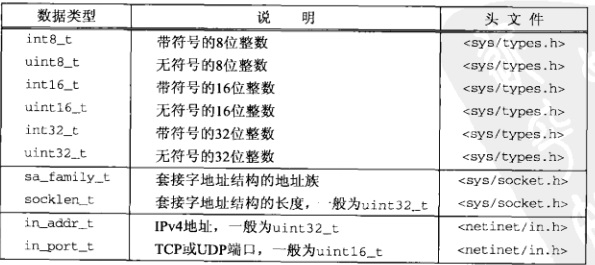 数据类型 说 明 头 文 件
int8_t 带符号的8位整数 <sys/types.h>
uint8_t 无符号的8位整数 <sys/types.h>
int16_t 带符号的16位整数 <sys/types.h>
uint16_t 无符号的16位整数 <sys/types.h>
int32_t 带符号的32位整数 <sys/types.h>
uint32_t 无符号的32位整数 <sys/types.h>
sa_family_t 套接字地址结构的地址族 <sys/socket.h>
socklen_t 套接字地址结构的长度，一般为uint32_t <sys/socket.h>
in_addr_t IPv4地址，一般为uint32_t <netinet/in.h>
in_port_t TCP或UDP端口，一般为uint16_t <netinet/in.h>